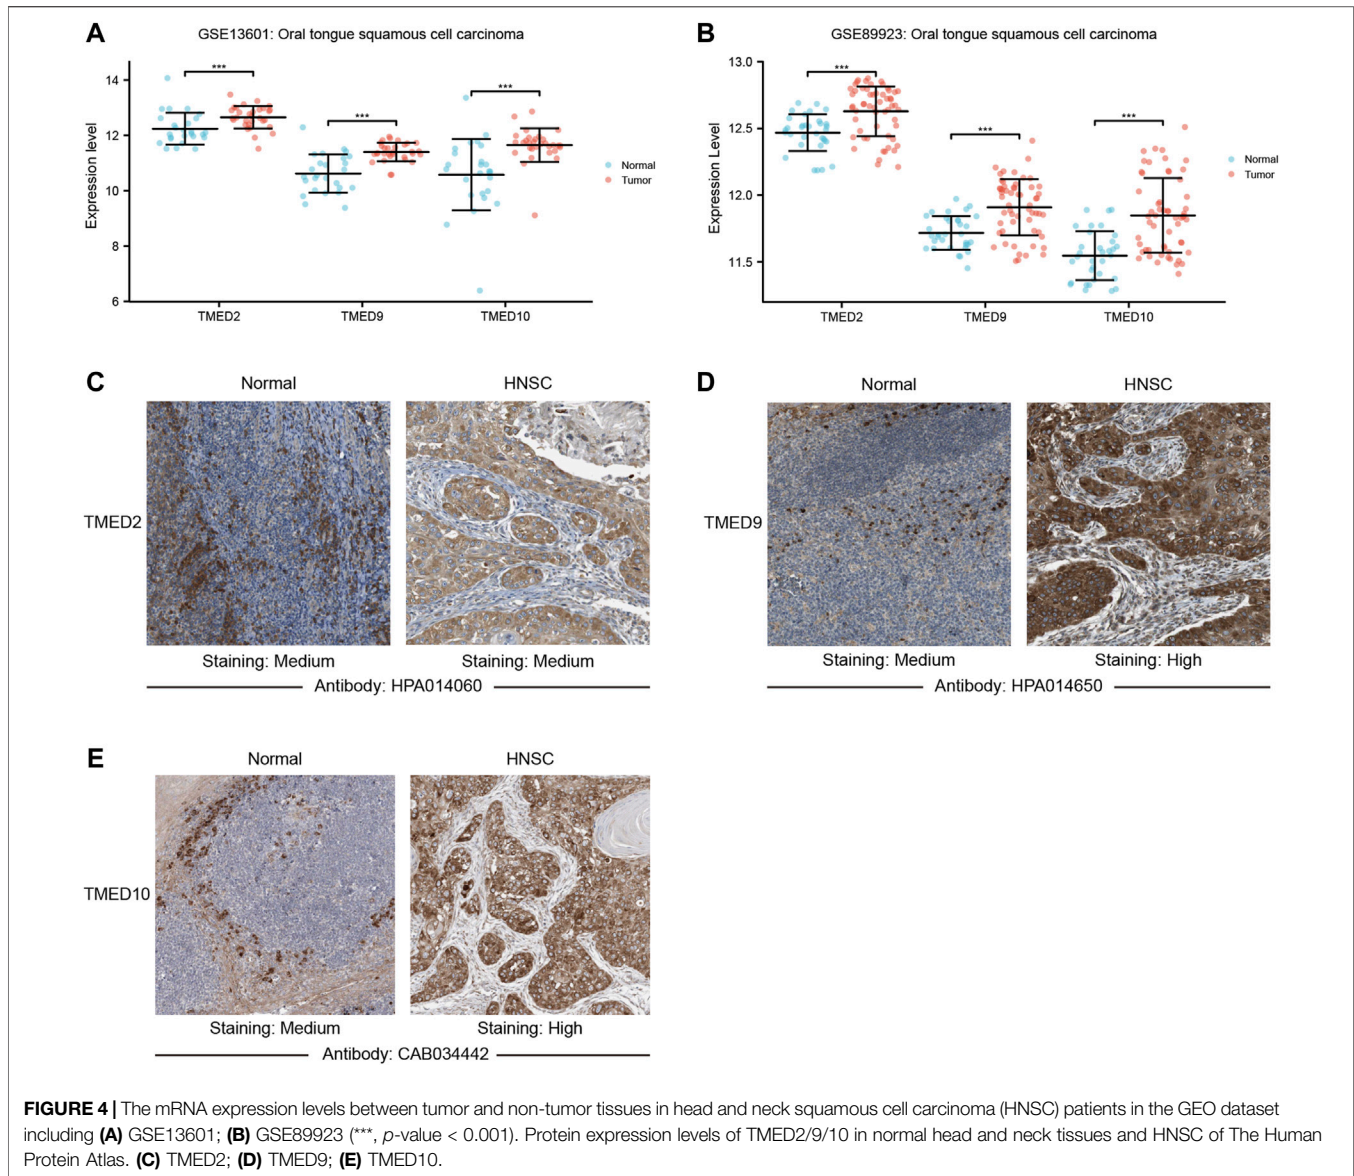 A
GSE13601: Oral tongue squamous cell carcinoma
Expression level
14
12
10
8
6
***
***
***
TMED2
TMED9
TMED10
Normal
Tumor
B
GSE89923: Oral tongue squamous cell carcinoma
Expression Level
13.0
12.5
12.0
11.5
***
***
***
TMED2
TMED9
TMED10
Normal
Tumor
C
Normal
HNSC
TMED2
Staining: Medium
Staining: Medium
Antibody: HPA014060
D
Normal
HNSC
TMED9
Staining: Medium
Staining: High
Antibody: HPA014650
E
Normal
HNSC
TMED10
Staining: Medium
Staining: High
Antibody: CAB034442
FIGURE 4 | The mRNA expression levels between tumor and non-tumor tissues in head and neck squamous cell carcinoma (HNSC) patients in the GEO dataset
including (A) GSE13601; (B) GSE89923 (***, p-value < 0.001). Protein expression levels of TMED2/9/10 in normal head and neck tissues and HNSC of The Human
Protein Atlas. (C) TMED2; (D) TMED9; (E) TMED10.